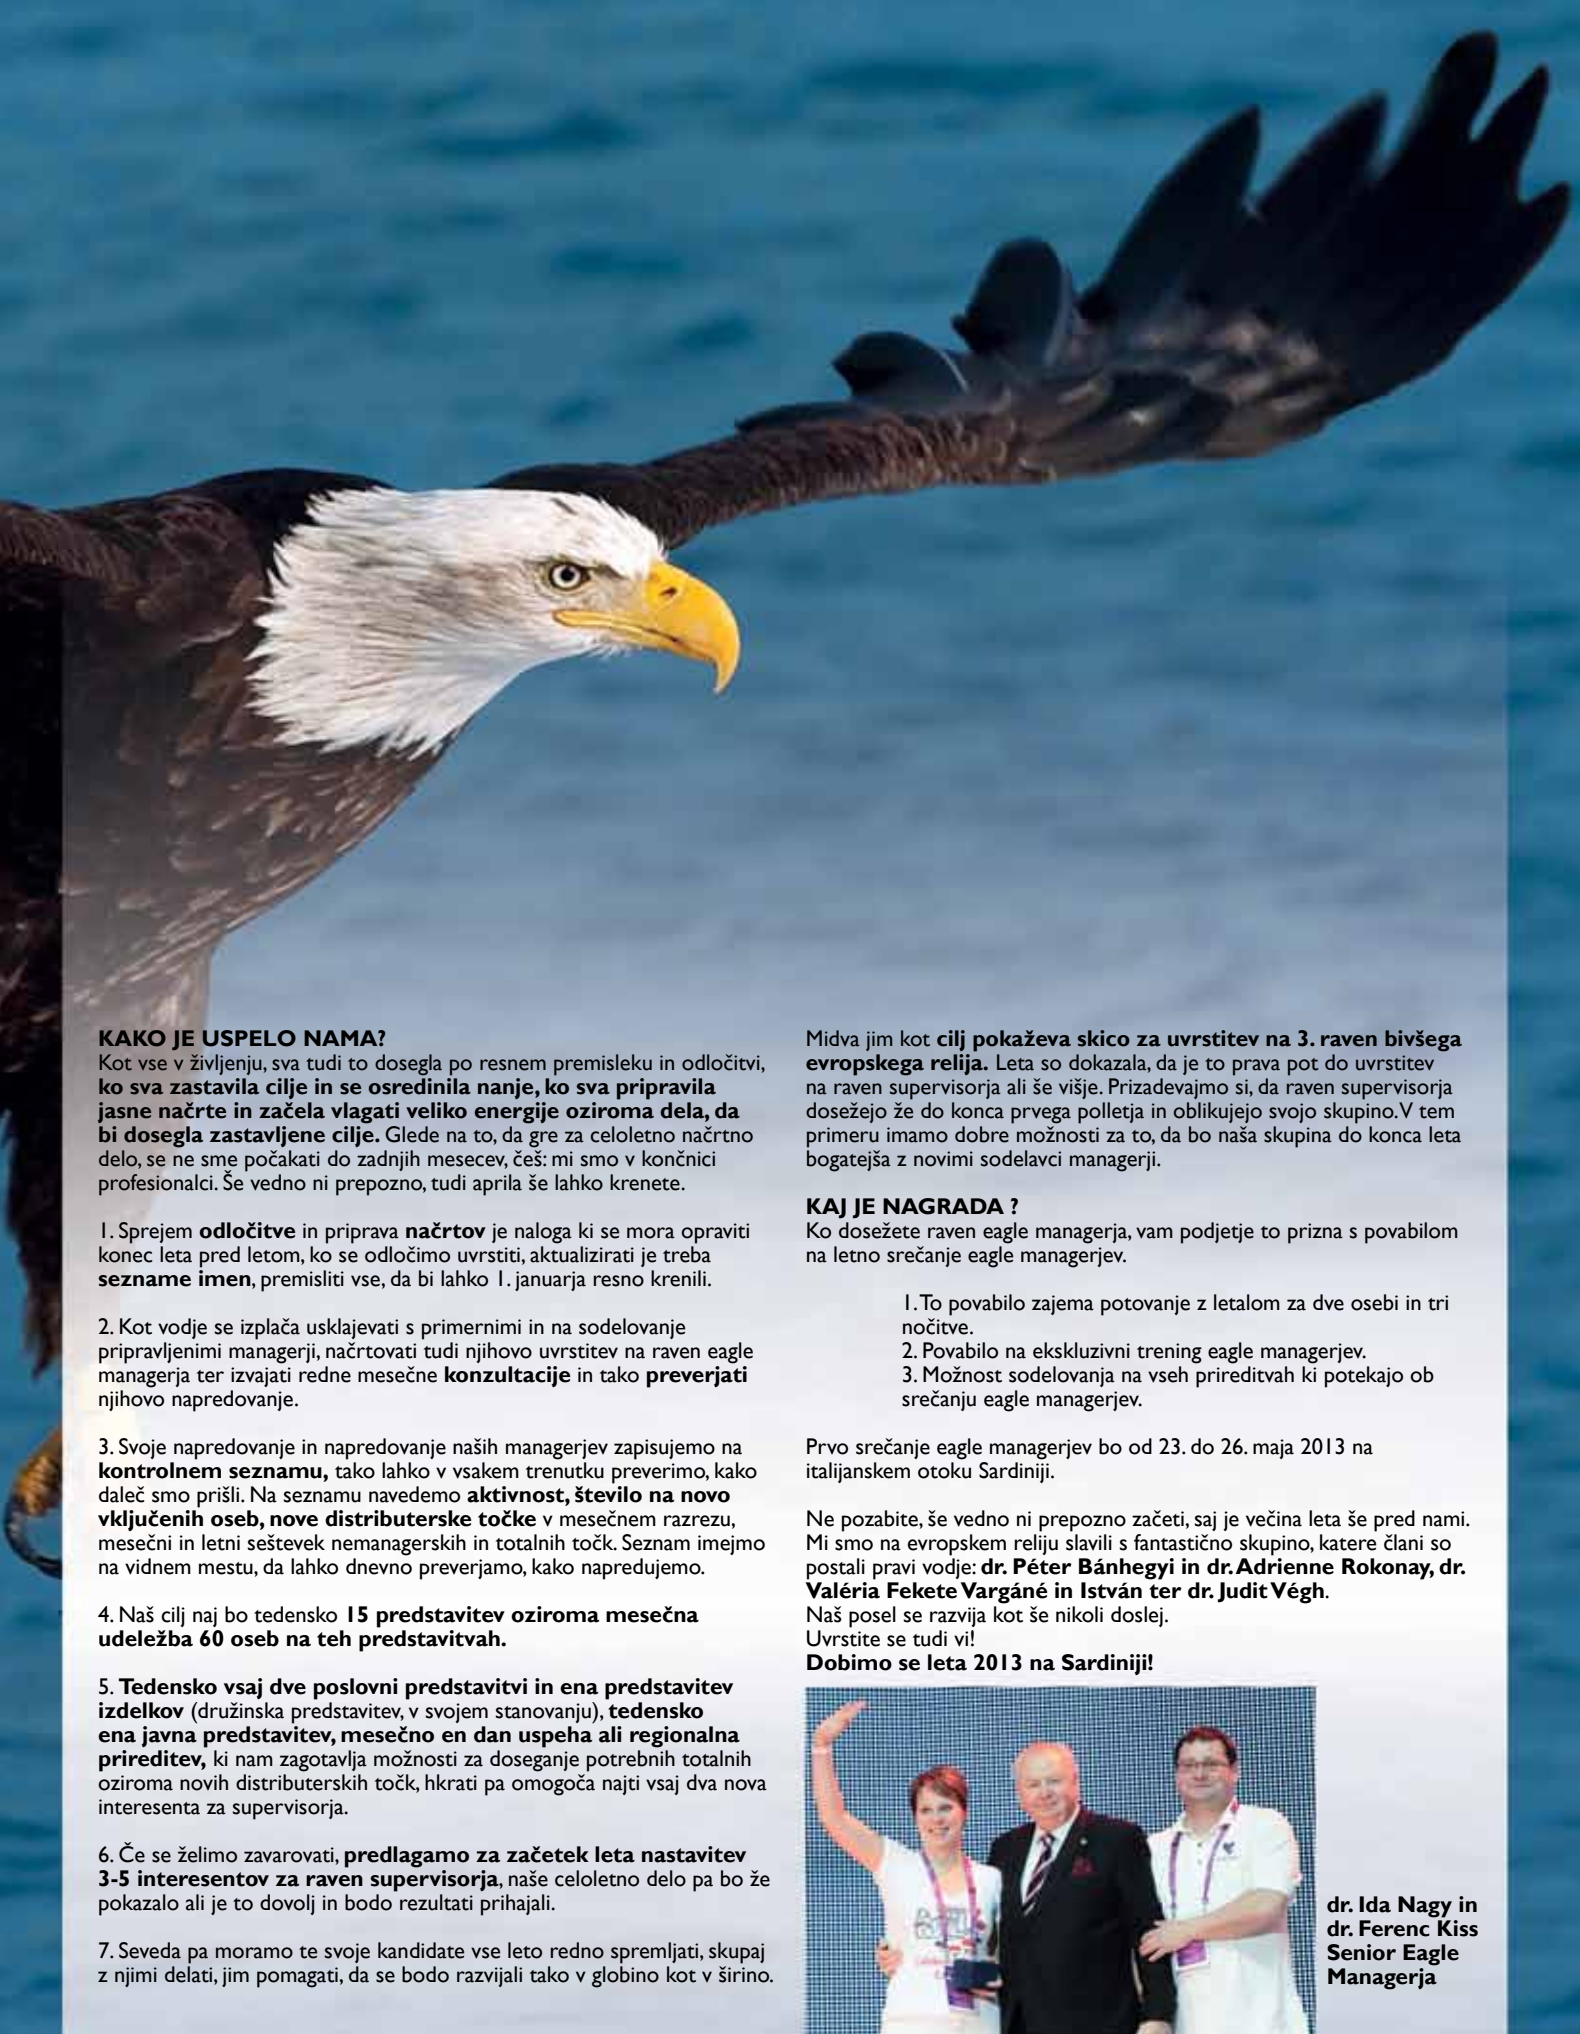 KAKO JE USPELO NAMA?
Kot vse v življenju, sva tudi to dosegla po resnem premisleku in odločitvi,
ko sva zastavila cilje in se osredinila nanje, ko sva pripravila
jasne načrte in začela vlagati veliko energije oziroma dela, da
bi dosegla zastavljene cilje. Glede na to, da gre za celoletno načrtno
delo, se ne sme počakati do zadnjih mesecev, češ: mi smo v končnici
profesionalci. Še vedno ni prepozno, tudi aprila še lahko krenete.
1. Sprejem odločitve in priprava načrtov je naloga ki se mora opraviti
konec leta pred letom, ko se odločimo uvrstiti, aktualizirati je treba
sezname imen, premisliti vse, da bi lahko 1. januarja resno krenili.
2. Kot vodje se izplača usklajevati s primernimi in na sodelovanje
pripravljenimi managerji, načrtovati tudi njihovo uvrstitev na raven eagle
managerja ter izvajati redne mesečne konzultacije in tako preverjati
njihovo napredovanje.
3. Svoje napredovanje in napredovanje naših managerjev zapisujemo na
kontrolnem seznamu, tako lahko v vsakem trenutku preverimo, kako
daleč smo prišli. Na seznamu navedemo aktivnost, število na novo
vključenih oseb, nove distributerske točke v mesečnem razrezu,
mesečni in letni seštevek nemanagerskih in totalnih točk. Seznam imejmo
na vidnem mestu, da lahko dnevno preverjamo, kako napredujemo.
4. Naš cilj naj bo tedensko 15 predstavitev oziroma mesečna
udeležba 60 oseb na teh predstavitvah.
5. Tedensko vsaj dve poslovni predstavitvi in ena predstavitev
izdelkov (družinska predstavitev, v svojem stanovanju), tedensko
ena javna predstavitev, mesečno en dan uspeha ali regionalna
prireditev, ki nam zagotavlja možnosti za doseganje potrebnih totalnih
oziroma novih distributerskih točk, hkrati pa omogoča najti vsaj dva nova
interesenta za supervisorja.
6. Če se želimo zavarovati, predlagamo za začetek leta nastavitev
3-5 interesentov za raven supervisorja, naše celoletno delo pa bo že
pokazalo ali je to dovolj in bodo rezultati prihajali.
7. Seveda pa moramo te svoje kandidate vse leto redno spremljati, skupaj
z njimi delati, jim pomagati, da se bodo razvijali tako v globino kot v širino.
Midva jim kot cilj pokaževa skico za uvrstitev na 3. raven bivšega
evropskega relija. Leta so dokazala, da je to prava pot do uvrstitev
na raven supervisorja ali še višje. Prizadevajmo si, da raven supervisorja
dosežejo že do konca prvega polletja in oblikujejo svojo skupino. V tem
primeru imamo dobre možnosti za to, da bo naša skupina do konca leta
bogatejša z novimi sodelavci managerji.
KAJ JE NAGRADA ?
Ko dosežete raven eagle managerja, vam podjetje to prizna s povabilom
na letno srečanje eagle managerjev.
1. To povabilo zajema potovanje z letalom za dve osebi in tri
nočitve.
2. Povabilo na ekskluzivni trening eagle managerjev.
3. Možnost sodelovanja na vseh prireditvah ki potekajo ob
srečanju eagle managerjev.
Prvo srečanje eagle managerjev bo od 23. do 26. maja 2013 na
italijanskem otoku Sardiniji.
Ne pozabite, še vedno ni prepozno začeti, saj je večina leta še pred nami.
Mi smo na evropskem reliju slavili s fantastično skupino, katere člani so
postali pravi vodje: dr. Péter Bánhegyi in dr. Adrienne Rokonay, dr.
Valéria Fekete Vargáné in István ter dr. Judit Végh.
Naš posel se razvija kot še nikoli doslej.
Uvrstite se tudi vi!
Dobimo se leta 2013 na Sardiniji!
dr. Ida Nagy in
dr. Ferenc Kiss
Senior Eagle
Managerja